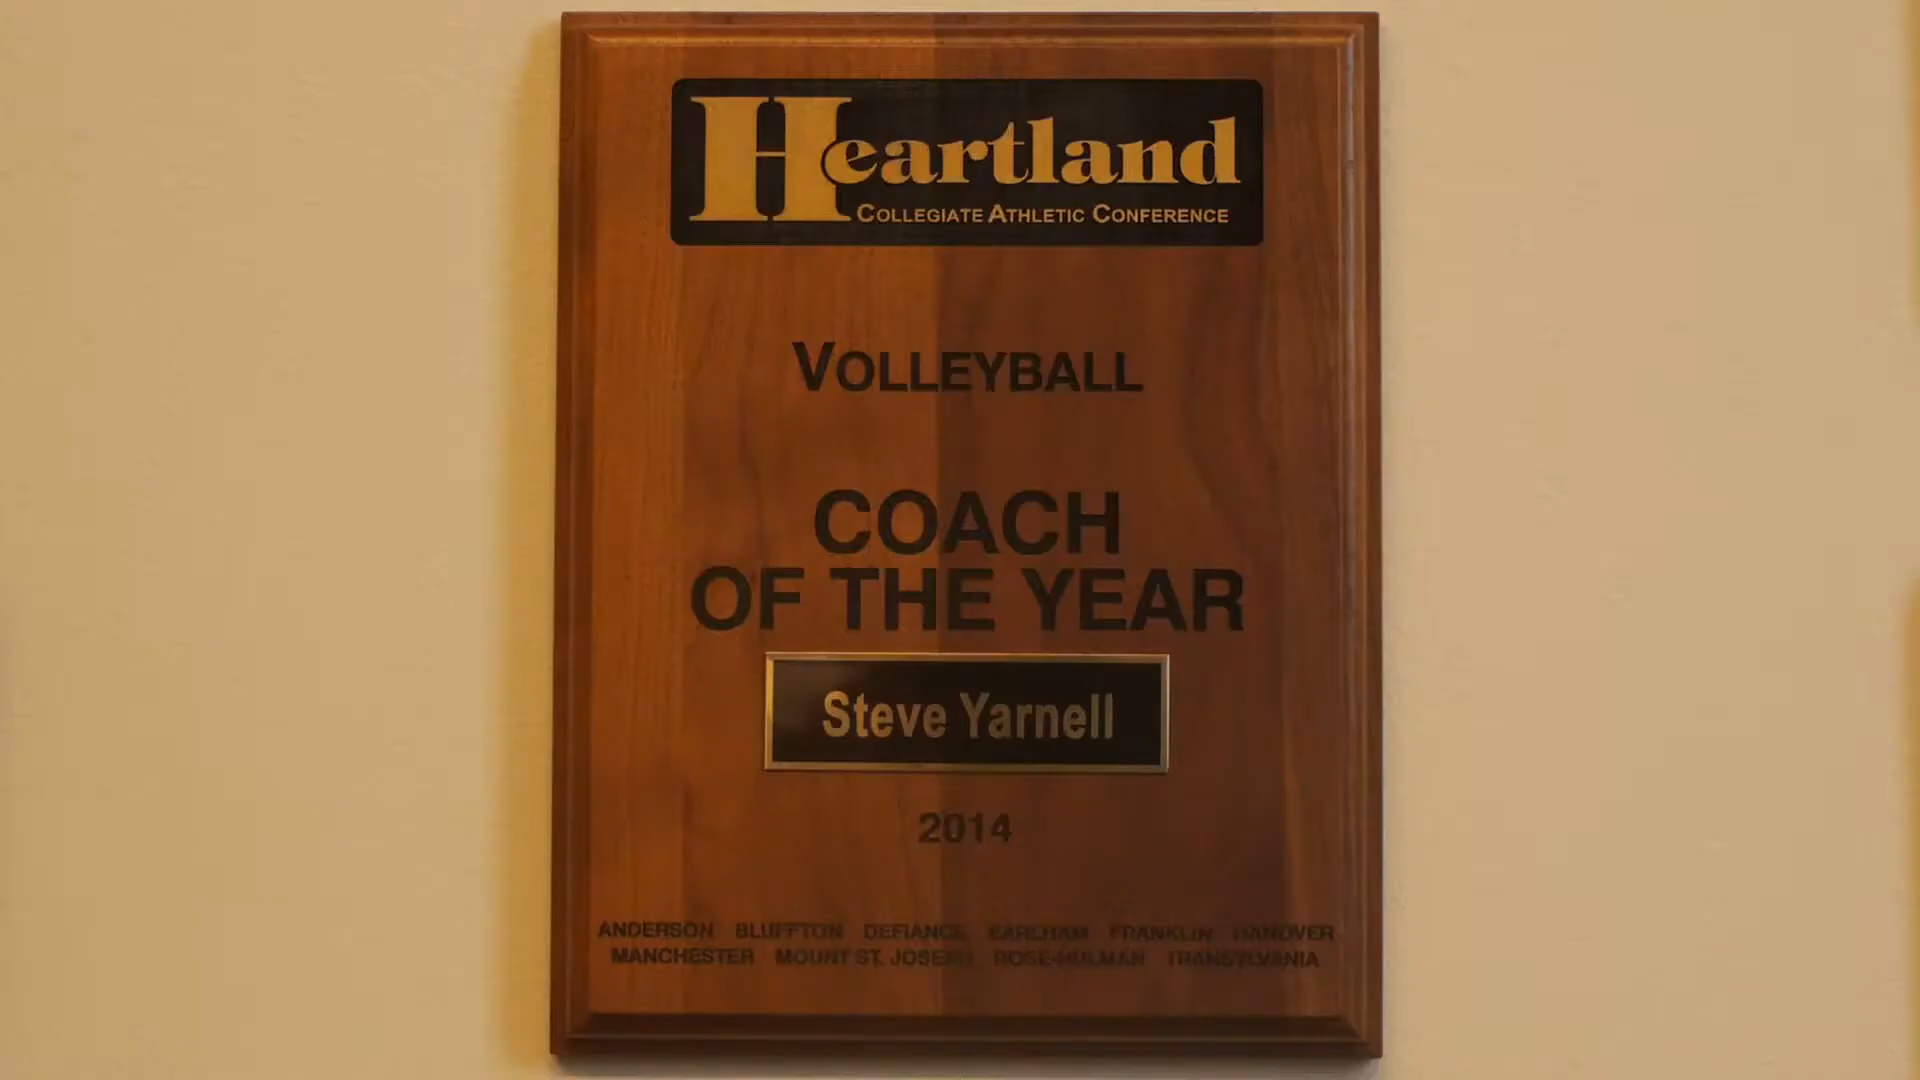 Heartland
COLLEGIATE ATHLETIC CONFERENCE
VOLLEYBALL
COACH
OF THE YEAR
Steve Yarnell
2014
ANDERSON BLUFFTON DEFIANCE EARLHAM FRANKLIN HANOVER
MANCHESTER MOUNT ST. JOSEPH ROSE-HULMAN TRANSYLVANIA